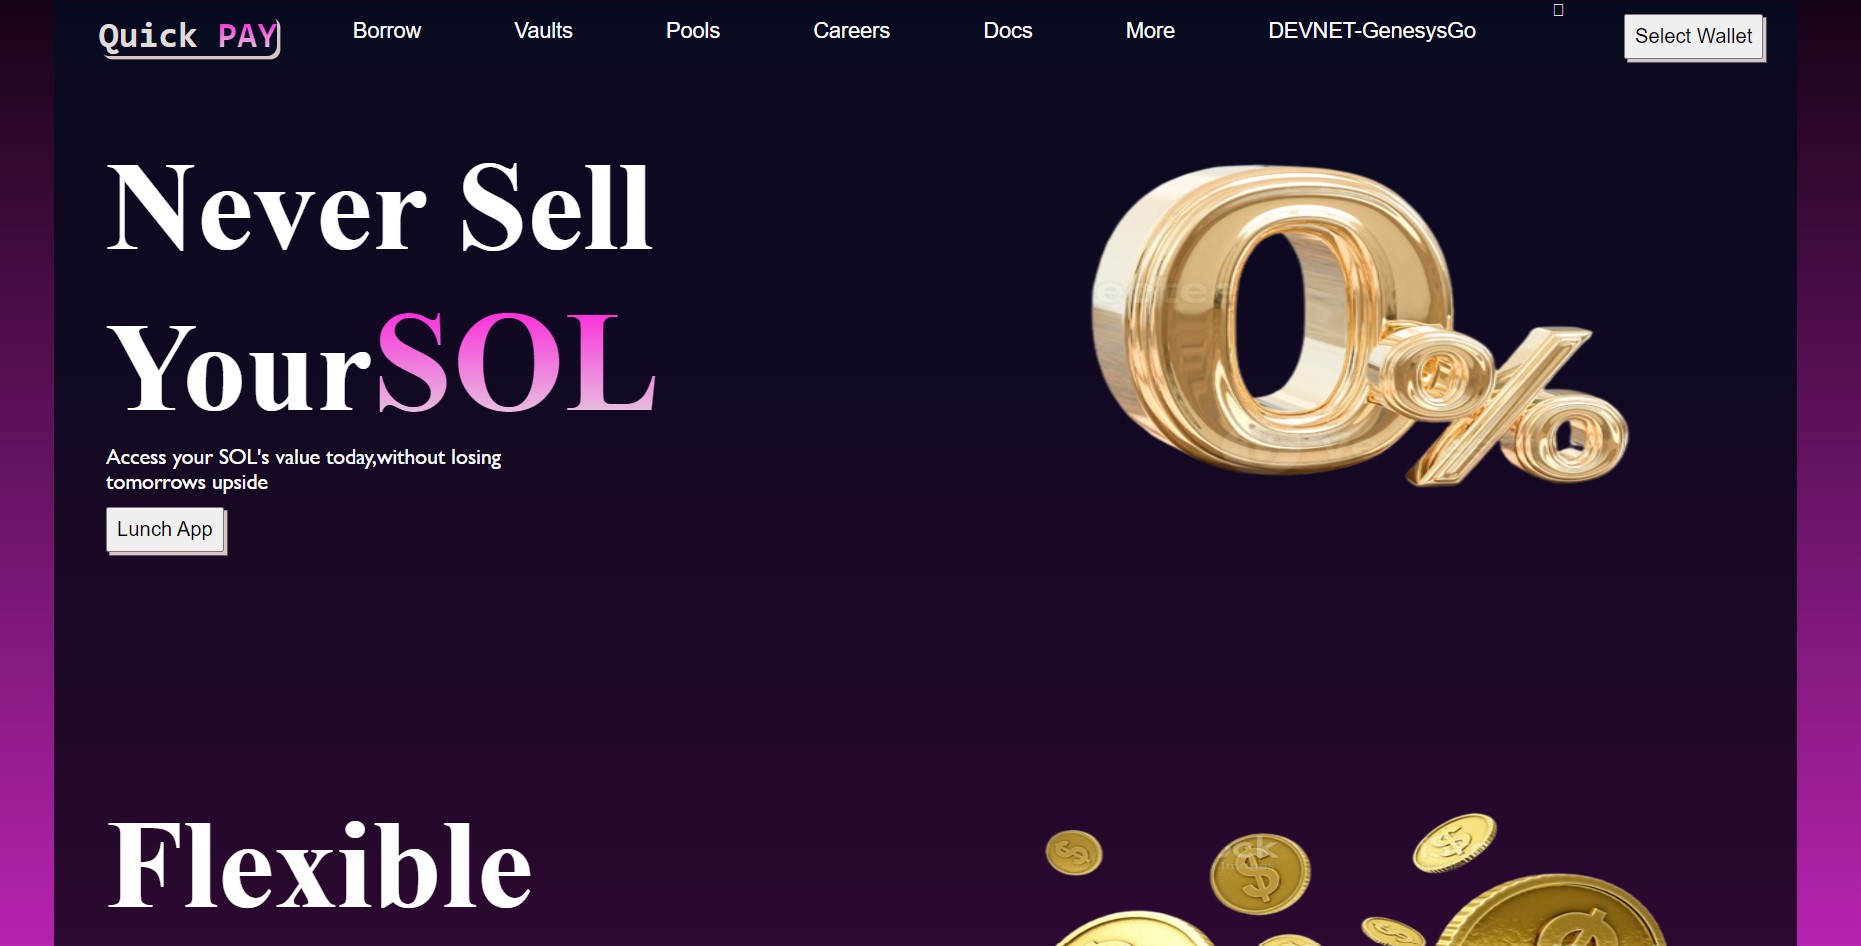 Quick PAY
Borrow
Vaults
Pools
Careers
Docs
More
DEVNET-GenesysGo
Select Wallet
Never Sell
YourSOL
0%
Access your SOL's value today,without losing
tomorrows upside
Lunch App
Flexible